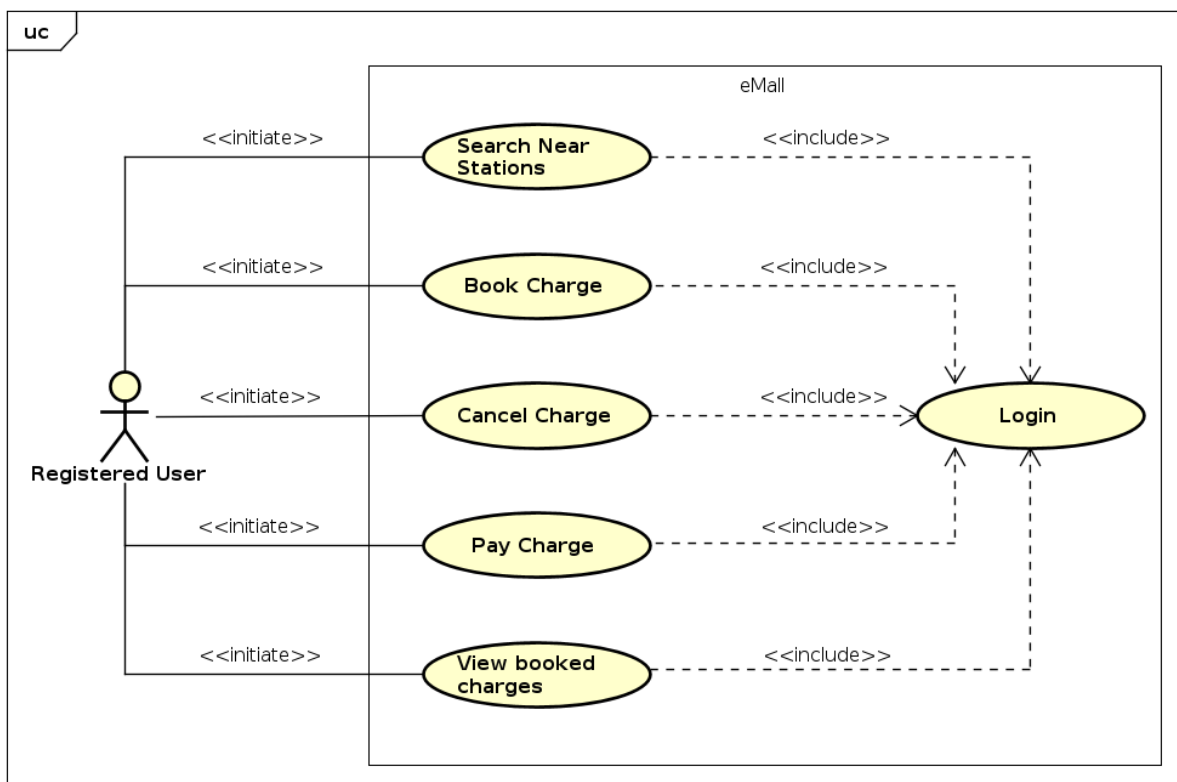 uc
eMall
<<initiate>>
Search Near
Stations
<<include>>
<<initiate>>
Book Charge
<<include>>
<<initiate>>
Cancel Charge
<<include>>
Login
Registered User
<<initiate>>
Pay Charge
<<include>>
<<initiate>>
View booked
charges
<<include>>